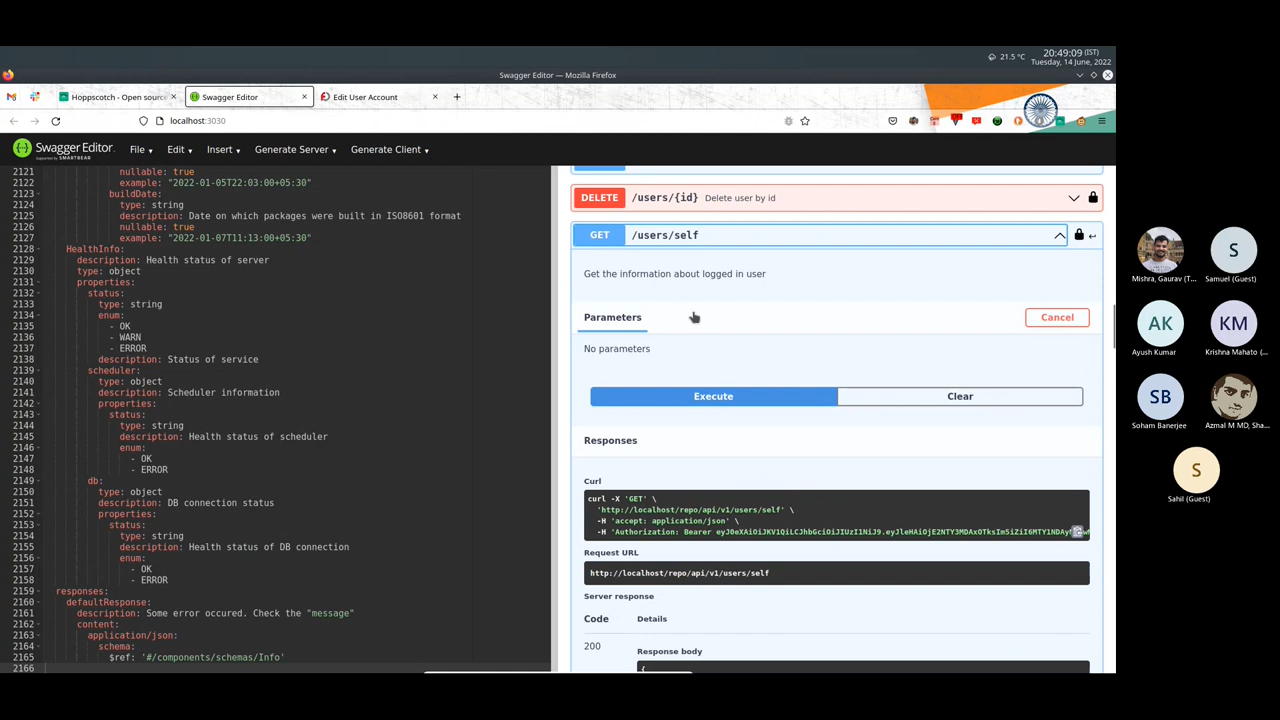 21.5 °C
20:49:09 (IST)
Tuesday, 14 June, 2022
Swagger Editor — Mozilla Firefox
Hoppscotch - Open sourc
Swagger Editor
Edit User Account
localhost:3030
Swagger Editor.
Supported by SMARTBEAR
File
Edit
Insert
Generate Server
Generate Client
2121 nullable: true
2122 example: "2022-01-05T22:03:00+05:30"
2123 buildDate:
2124 type: string
2125 description: Date on which packages were built in ISO8601 format
2126 nullable: true
2127 example: "2022-01-07T11:13:00+05:30"
2128 HealthInfo:
2129 description: Health status of server
2130 type: object
2131 properties:
2132 status:
2133 type: string
2134 enum:
2135 - OK
2136 - WARN
2137 - ERROR
2138 description: Status of service
2139 scheduler:
2140 type: object
2141 description: Scheduler information
2142 properties:
2143 status:
2144 type: string
2145 description: Health status of scheduler
2146 enum:
2147 - OK
2148 - ERROR
2149 db:
2150 type: object
2151 description: DB connection status
2152 properties:
2153 status:
2154 type: string
2155 description: Health status of DB connection
2156 enum:
2157 - OK
2158 - ERROR
2159 responses:
2160 defaultResponse:
2161 description: Some error occured. Check the "message"
2162 content:
2163 application/json:
2164 schema:
2165 $ref: '#/components/schemas/Info'
2166
DELETE /users/{id} Delete user by id
GET /users/self
Get the information about logged in user
Parameters
Cancel
No parameters
Execute
Clear
Responses
Curl
curl -X 'GET' \
'http://localhost/repo/api/v1/users/self' \
-H 'accept: application/json' \
-H 'Authorization: Bearer
Request URL
http://localhost/repo/api/v1/users/self
Server response
Code Details
200
Response body
{
Mishra, Gaurav (T...
Samuel (Guest)
AK
Ayush Kumar
KM
Krishna Mahato (...
SB
Soham Banerjee
Azmal M MD, Sha...
S
Sahil (Guest)
S